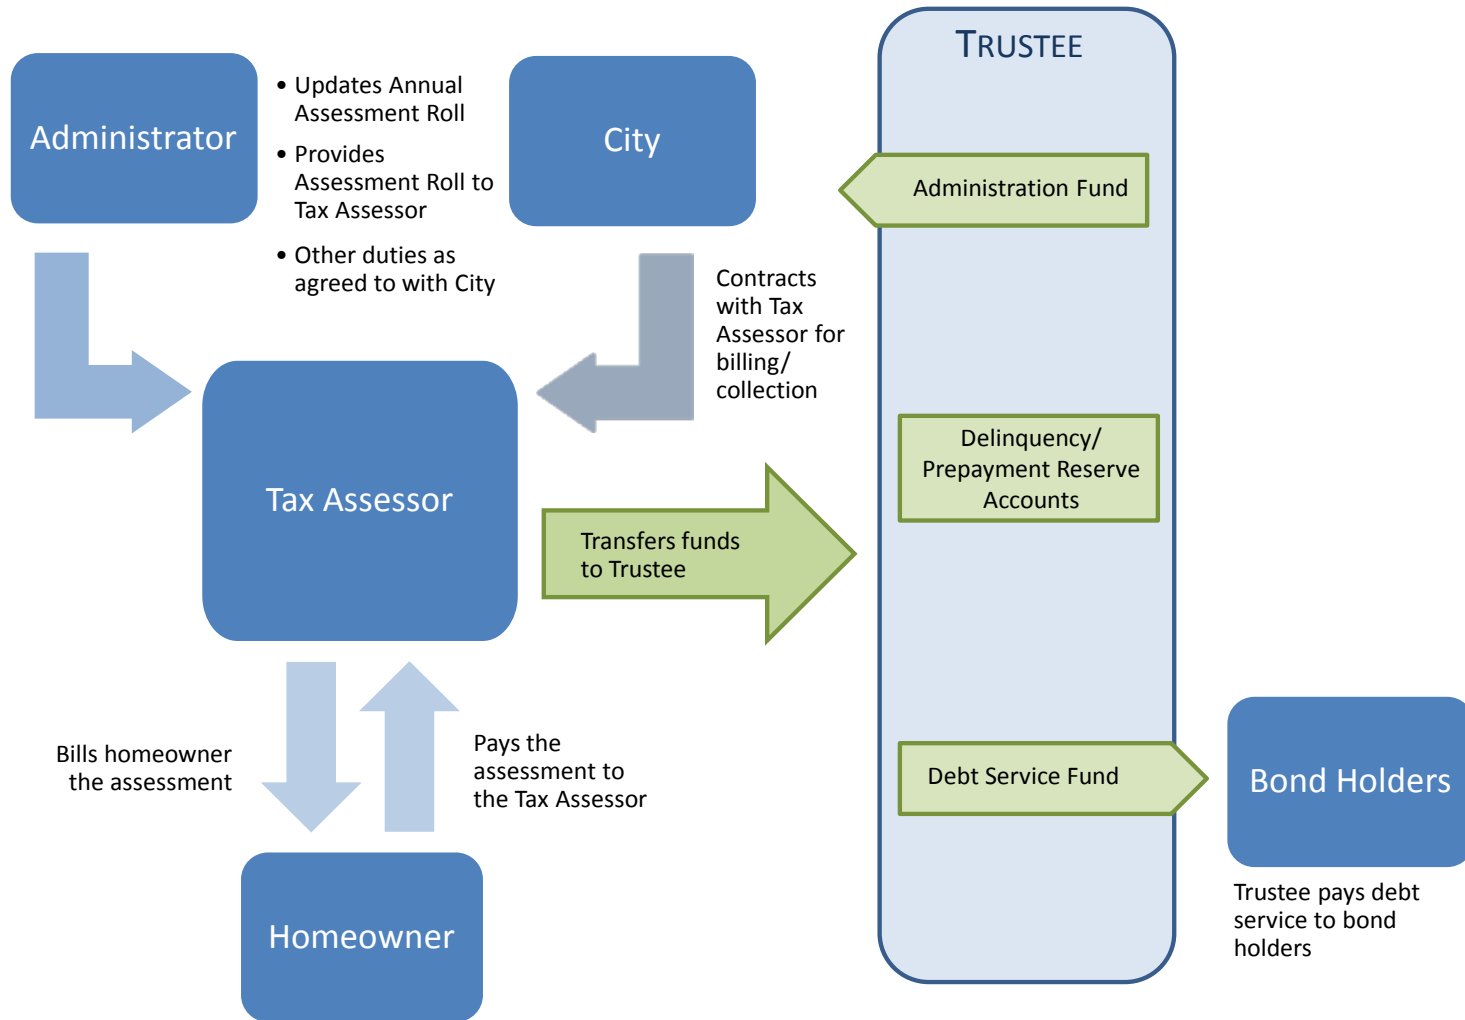 Administrator
• Updates Annual
Assessment Roll
• Provides
Assessment Roll to
Tax Assessor
• Other duties as
agreed to with City
City
Contracts
with Tax
Assessor for
billing/
collection
TRUSTEE
Administration Fund
Delinquency/
Prepayment Reserve
Accounts
Tax Assessor
Transfers funds
to Trustee
Bills homeowner
the assessment
Pays the
assessment to
the Tax Assessor
Homeowner
Debt Service Fund
Bond Holders
Trustee pays debt
service to bond
holders